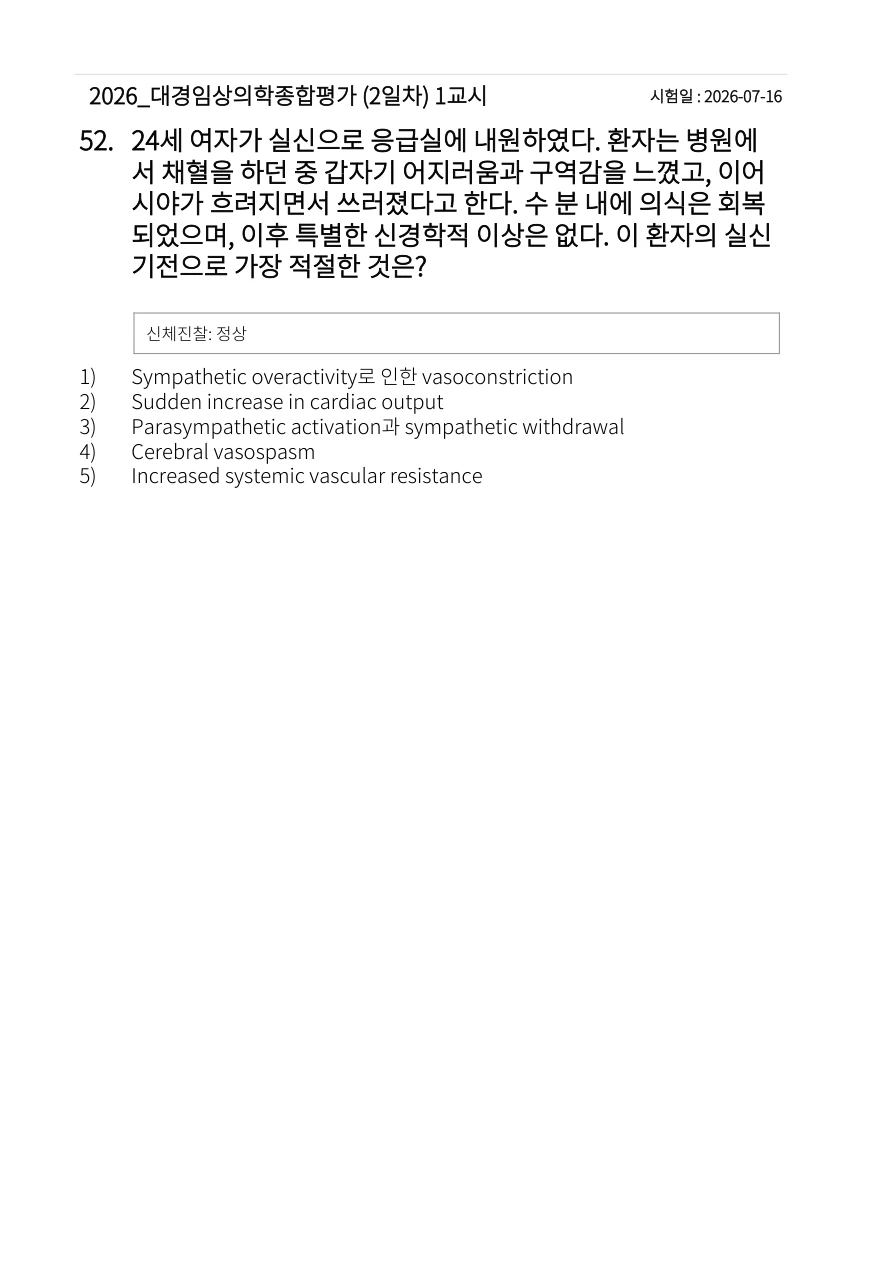 2026_대경임상의학종합평가 (2일차) 1교시 시험일 : 2026-07-16
52. 24세 여자가 실신으로 응급실에 내원하였다. 환자는 병원에
서 채혈을 하던 중 갑자기 어지러움과 구역감을 느꼈고, 이어
시야가 흐려지면서 쓰러졌다고 한다. 수 분 내에 의식은 회복
되었으며, 이후 특별한 신경학적 이상은 없다. 이 환자의 실신
기전으로 가장 적절한 것은?
신체진찰: 정상
1) Sympathetic overactivity로 인한 vasoconstriction
2) Sudden increase in cardiac output
3) Parasympathetic activation과 sympathetic withdrawal
4) Cerebral vasospasm
5) Increased systemic vascular resistance